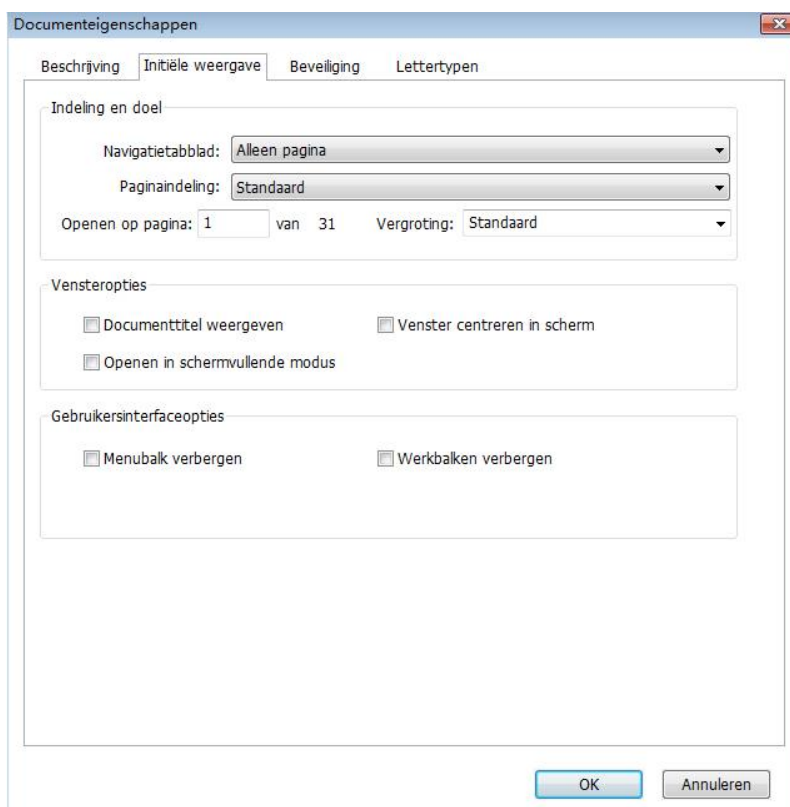 Documenteigenschappen
Beschrijving Initiële weergave Beveiliging Lettertypen
Indeling en doel
Navigatietabblad: Alleen pagina
Paginaindeling: Standaard
Openen op pagina: 1 van 31 Vergroting: Standaard
Vensteropties
Documenttitel weergeven Venster centreren in scherm
Openen in schermvullende modus
Gebruikersinterfaceopties
Menubalk verbergen Werkbalken verbergen
OK Annuleren